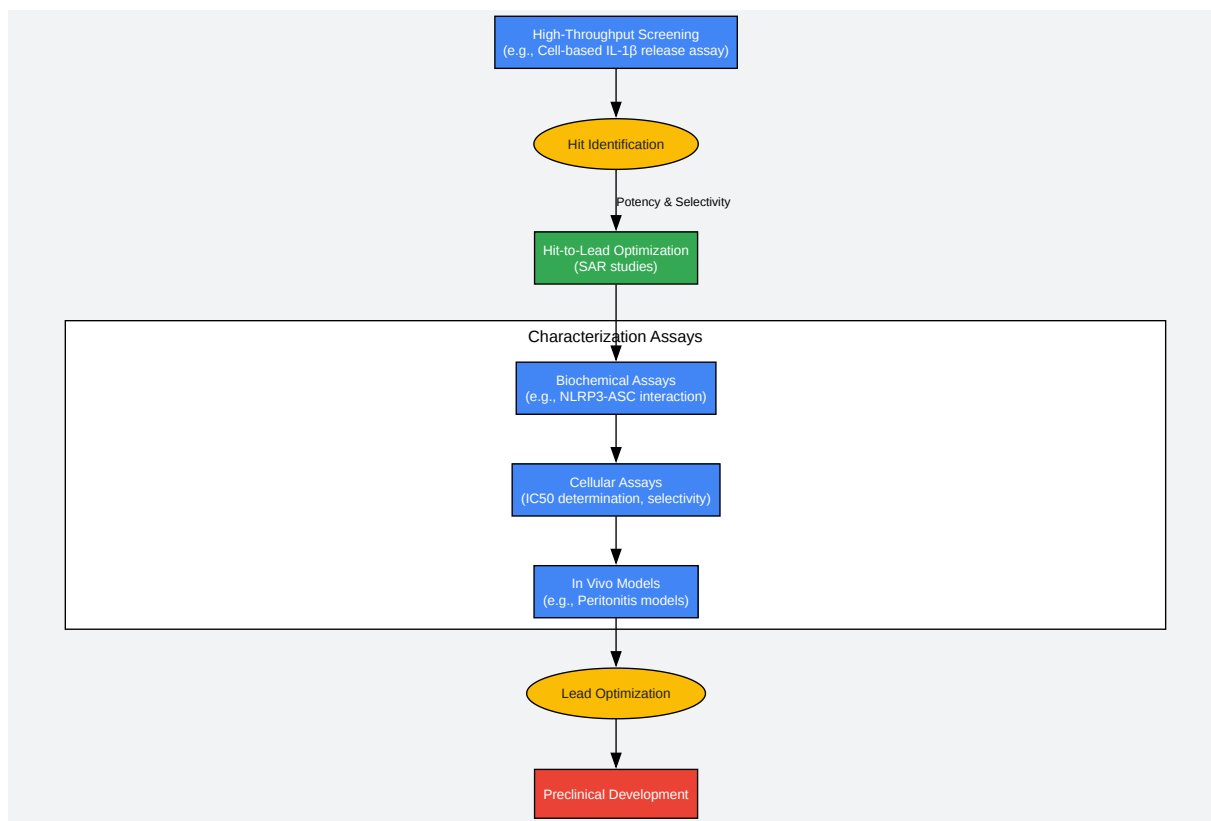 High-Throughput Screening
(e.g., Cell-based IL-1β release assay)
Hit Identification
Potency & Selectivity
Hit-to-Lead Optimization
(SAR studies)
Characterization Assays
Biochemical Assays
(e.g., NLRP3-ASC interaction)
Cellular Assays
(IC50 determination, selectivity)
In Vivo Models
(e.g., Peritonitis models)
Lead Optimization
Preclinical Development